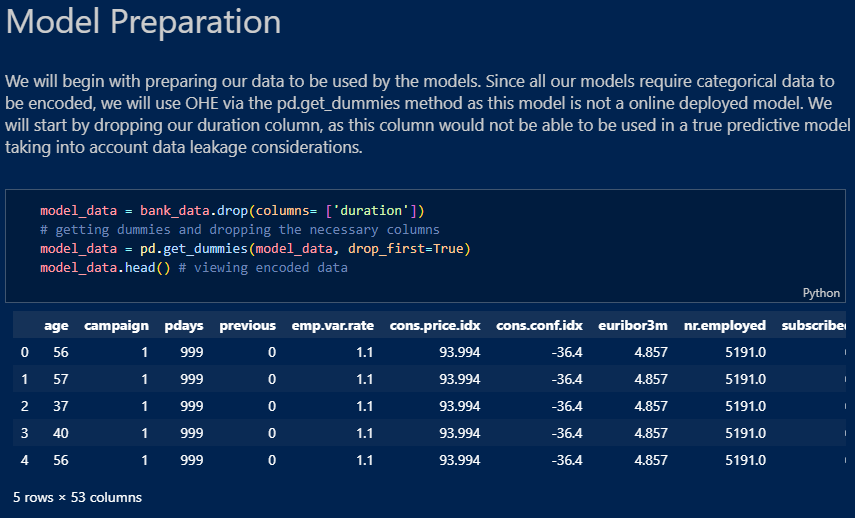 Model Preparation
We will begin with preparing our data to be used by the models. Since all our models require categorical data to
be encoded, we will use OHE via the pd.get_dummies method as this model is not a online deployed model. We
will start by dropping our duration column, as this column would not be able to be used in a true predictive model
taking into account data leakage considerations.
model_data = bank_data.drop(columns= ['duration'])
# getting dummies and dropping the necessary columns
model_data = pd.get_dummies(model_data, drop_first=True)
model_data.head() # viewing encoded data
Python
age campaign pdays previous emp.var.rate cons.price.idx cons.conf.idx euribor3m nr.employed subscribe
0 56 1 999 0 1.1 93.994 -36.4 4.857 5191.0
1 57 1 999 0 1.1 93.994 -36.4 4.857 5191.0
2 37 1 999 0 1.1 93.994 -36.4 4.857 5191.0
3 40 1 999 0 1.1 93.994 -36.4 4.857 5191.0
4 56 1 999 0 1.1 93.994 -36.4 4.857 5191.0
5 rows × 53 columns